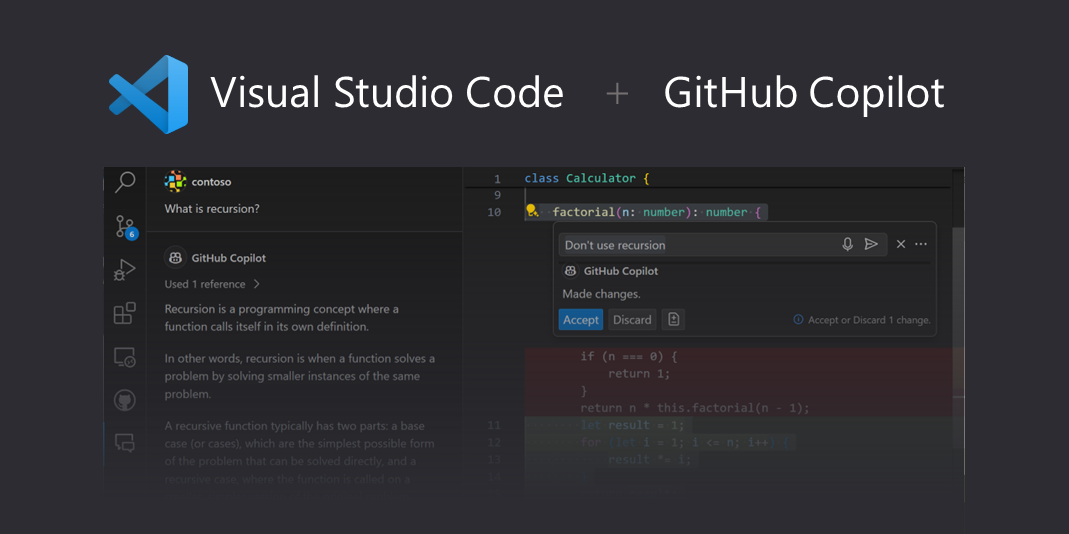 Visual Studio Code + GitHub Copilot
contoso
What is recursion?
GitHub Copilot
Used 1 reference >
Recursion is a programming concept where a
function calls itself in its own definition.
In other words, recursion is when a function solves a
problem by solving smaller instances of the same
problem.
A recursive function typically has two parts: a base
case (or cases), which are the simplest possible form
of the problem that can be solved directly, and a
recursive case, where the function is called on a
6
1 class Calculator {
9
10 factorial(n: number): number {
Don't use recursion
GitHub Copilot
Made changes.
Accept Discard
Accept or Discard 1 change.
if (n === 0) {
return 1;
}
return n * this.factorial(n - 1);
11 let result = 1;
12 for (let i = 1; i <= n; i++) {
13 result *= i;
14 }